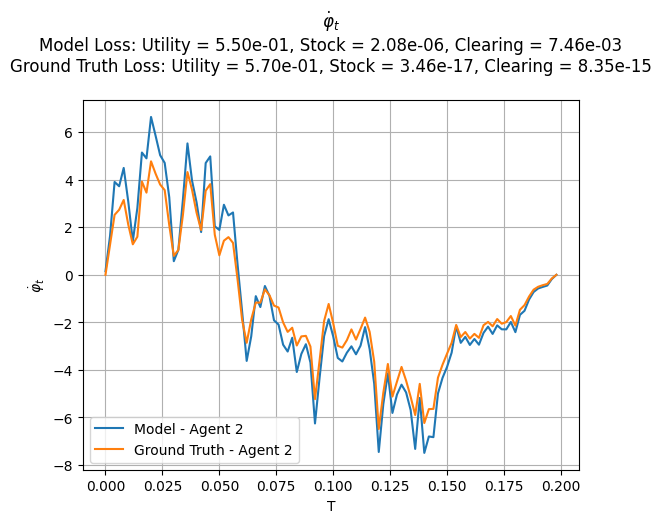 φ̇ₜ
Model Loss: Utility = 5.50e-01, Stock = 2.08e-06, Clearing = 7.46e-03
Ground Truth Loss: Utility = 5.70e-01, Stock = 3.46e-17, Clearing = 8.35e-15
φ̇ₜ
6
4
2
0
−2
−4
−6
−8
Model - Agent 2
Ground Truth - Agent 2
0.000 0.025 0.050 0.075 0.100 0.125 0.150 0.175 0.200
T